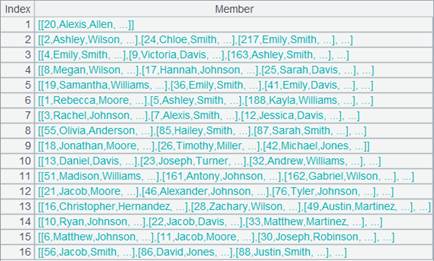 Index Member
1 [[20,Alexis,Allen, ...]]
2 [[2,Ashley,Wilson, ...],[24,Chloe,Smith, ...],[217,Emily,Smith, ...], ...]
3 [[4,Emily,Smith, ...],[9,Victoria,Davis, ...],[163,Ashley,Smith, ...], ...]
4 [[8,Megan,Wilson, ...],[17,Hannah,Johnson, ...],[25,Sarah,Davis, ...], ...]
5 [[19,Samantha,Williams, ...],[36,Emily,Smith, ...],[41,Emily,Davis, ...], ...]
6 [[1,Rebecca,Moore, ...],[5,Ashley,Smith, ...],[188,Kayla,Williams, ...], ...]
7 [[3,Rachel,Johnson, ...],[7,Alexis,Smith, ...],[12,Jessica,Davis, ...], ...]
8 [[55,Olivia,Anderson, ...],[85,Hailey,Smith, ...],[87,Sarah,Smith, ...], ...]
9 [[18,Jonathan,Moore, ...],[26,Timothy,Miller, ...],[42,Michael,Jones, ...]]
10 [[13,Daniel,Davis, ...],[23,Joseph,Turner, ...],[32,Andrew,Williams, ...], ...]
11 [[51,Madison,Williams, ...],[161,Antony,Johnson, ...],[162,Gabriel,Wilson, ...], ...]
12 [[21,Jacob,Moore, ...],[46,Alexander,Johnson, ...],[76,Tyler,Johnson, ...], ...]
13 [[16,Christopher,Hernandez, ...],[28,Zachary,Wilson, ...],[49,Austin,Martinez, ...], ...]
14 [[10,Ryan,Johnson, ...],[22,Jacob,Davis, ...],[33,Matthew,Martinez, ...], ...]
15 [[6,Matthew,Johnson, ...],[11,Jacob,Moore, ...],[30,Joseph,Robinson, ...], ...]
16 [[56,Jacob,Smith, ...],[86,David,Jones, ...],[88,Justin,Smith, ...], ...]